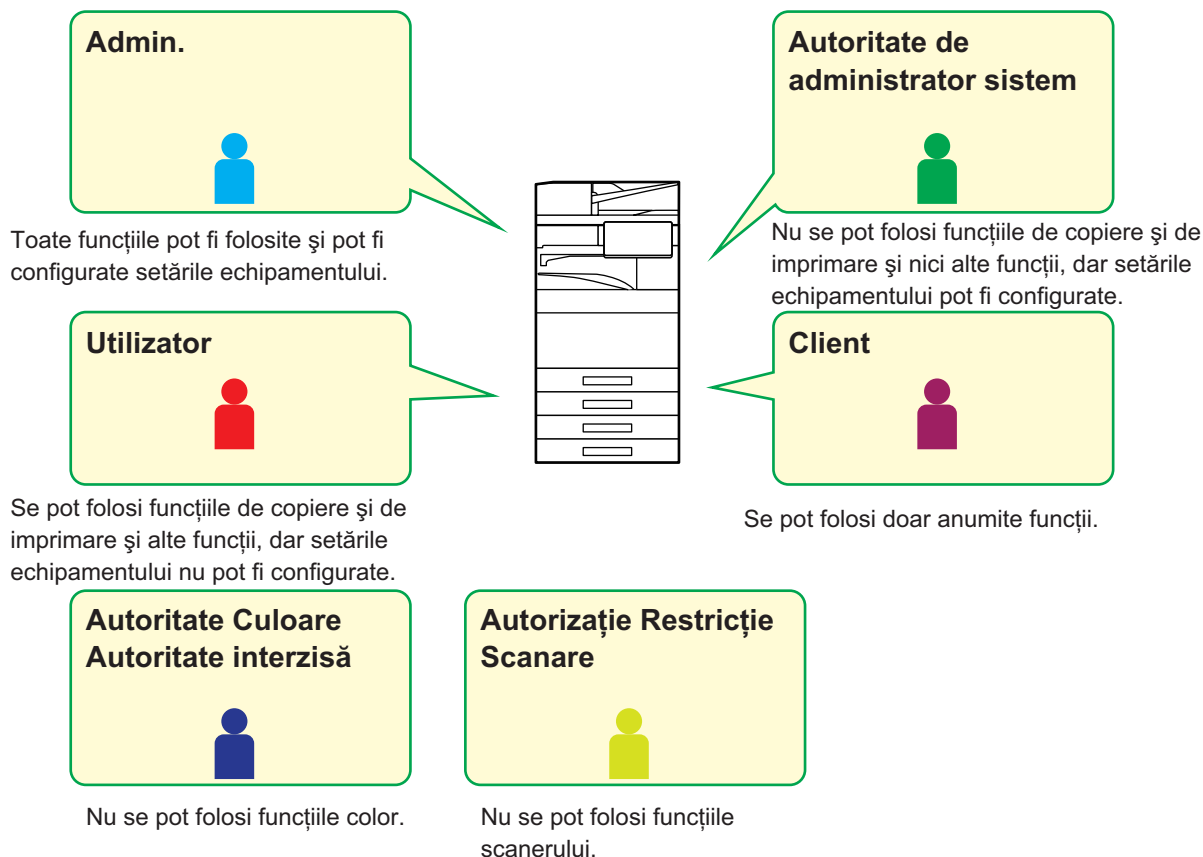 Admin.
Toate funcțiile pot fi folosite şi pot fi
configurate setările echipamentului.
Autoritate de
administrator sistem
Nu se pot folosi funcțiile de copiere şi de
imprimare şi nici alte funcții, dar setările
echipamentului pot fi configurate.
Utilizator
Se pot folosi funcțiile de copiere şi de
imprimare şi alte funcții, dar setările
echipamentului nu pot fi configurate.
Client
Se pot folosi doar anumite funcții.
Autoritate Culoare
Autoritate interzisă
Nu se pot folosi funcțiile color.
Autorizație Restricție
Scanare
Nu se pot folosi funcțiile
scanerului.